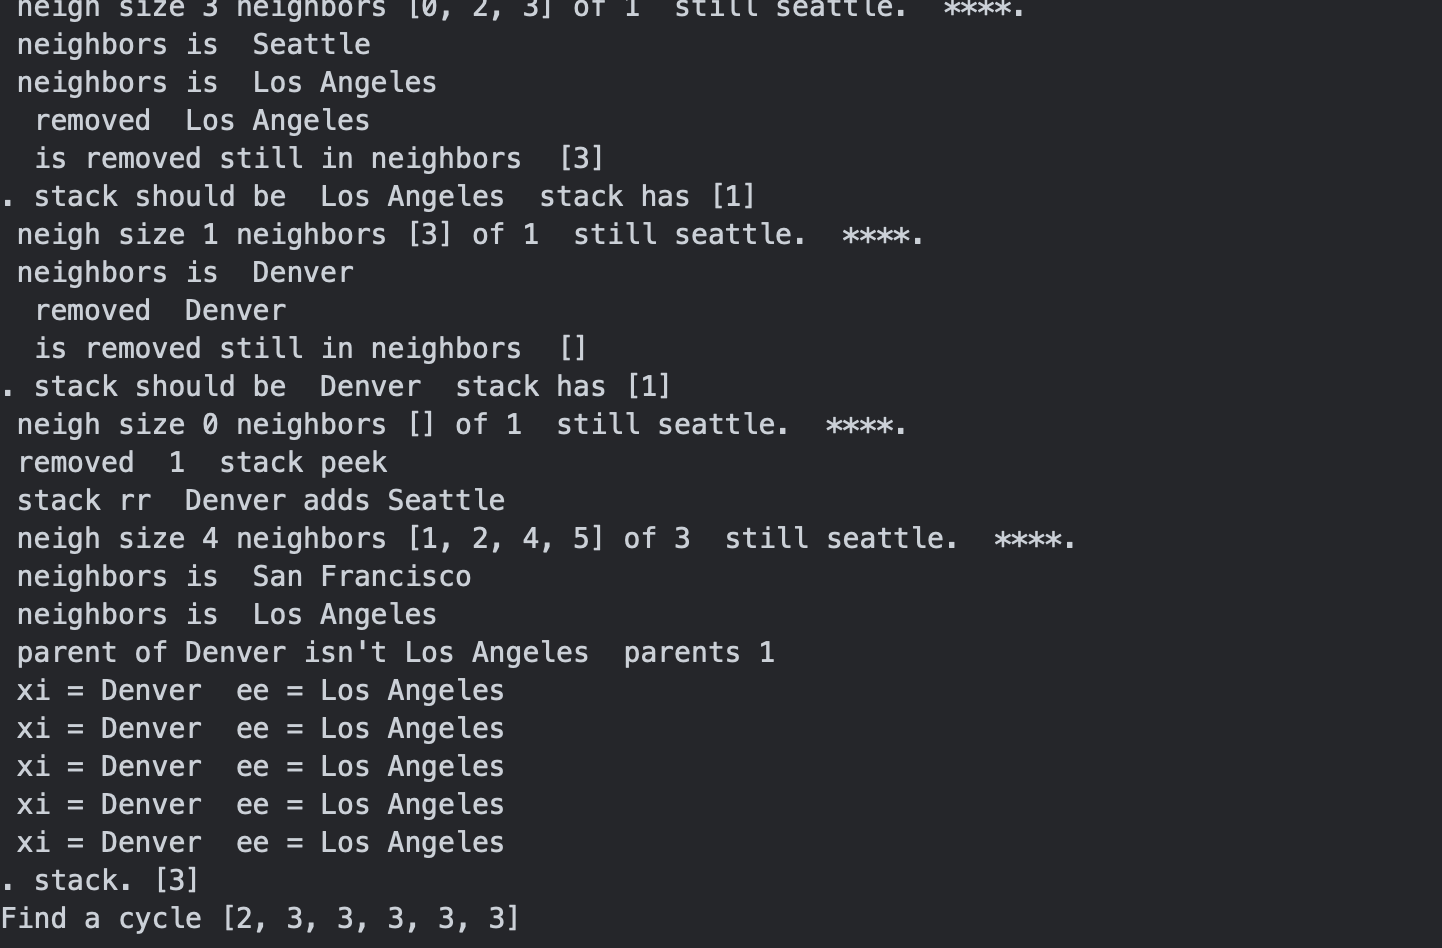 neigh size 3 neighbors [0, 2, 3] of 1  still seattle.  ****.
neighbors is  Seattle
neighbors is  Los Angeles
removed  Los Angeles
is removed still in neighbors  [3]
. stack should be  Los Angeles  stack has [1]
neigh size 1 neighbors [3] of 1  still seattle.  ****.
neighbors is  Denver
removed  Denver
is removed still in neighbors  []
. stack should be  Denver  stack has [1]
neigh size 0 neighbors [] of 1  still seattle.  ****.
removed  1  stack peek
stack rr  Denver adds Seattle
neigh size 4 neighbors [1, 2, 4, 5] of 3  still seattle.  ****.
neighbors is  San Francisco
neighbors is  Los Angeles
parent of Denver isn't Los Angeles  parents 1
xi = Denver  ee = Los Angeles
xi = Denver  ee = Los Angeles
xi = Denver  ee = Los Angeles
xi = Denver  ee = Los Angeles
xi = Denver  ee = Los Angeles
. stack. [3]
Find a cycle [2, 3, 3, 3, 3, 3]